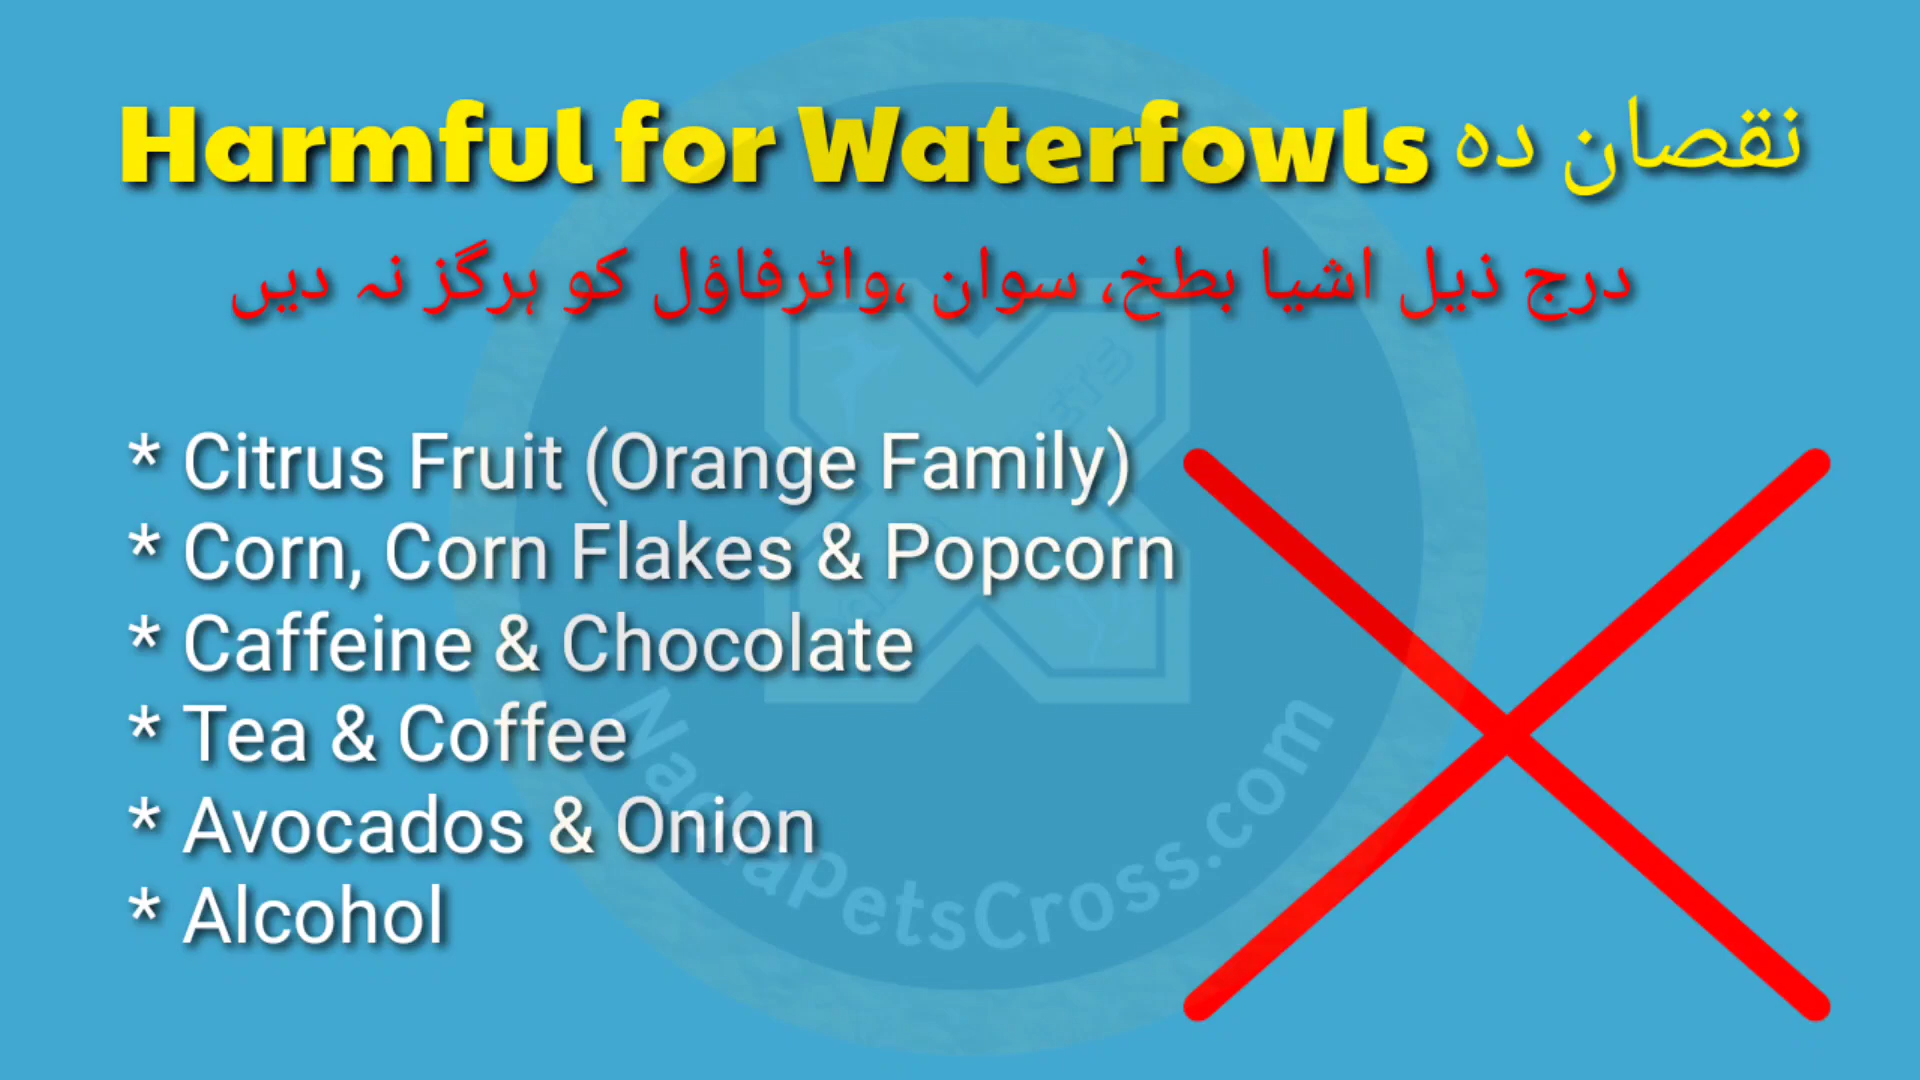 Harmful for Waterfowls نقصان دہ
درج ذیل اشیا بطخ، سوان ،واٹرفاؤل کو ہرگز نہ دیں
* Citrus Fruit (Orange Family)
* Corn, Corn Flakes & Popcorn
* Caffeine & Chocolate
* Tea & Coffee
* Avocados & Onion
* Alcohol